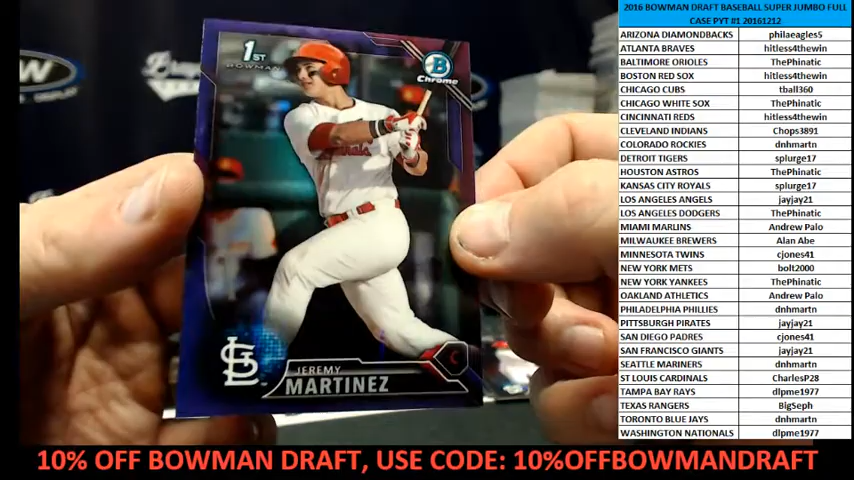 2016 BOWMAN DRAFT BASEBALL SUPER JUMBO FULL
CASE PYT #1 20161212
ARIZONA DIAMONDBACKS philaeagles5
ATLANTA BRAVES hitless4thewin
BALTIMORE ORIOLES ThePhinatic
BOSTON RED SOX hitless4thewin
CHICAGO CUBS tball360
CHICAGO WHITE SOX ThePhinatic
CINCINNATI REDS hitless4thewin
CLEVELAND INDIANS Chops3891
COLORADO ROCKIES dnhmartn
DETROIT TIGERS splurge17
HOUSTON ASTROS ThePhinatic
KANSAS CITY ROYALS splurge17
LOS ANGELES ANGELS jayjay21
LOS ANGELES DODGERS ThePhinatic
MIAMI MARLINS Andrew Palo
MILWAUKEE BREWERS Alan Abe
MINNESOTA TWINS cjones41
NEW YORK METS bolt2000
NEW YORK YANKEES ThePhinatic
OAKLAND ATHLETICS Andrew Palo
PHILADELPHIA PHILLIES dnhmartn
PITTSBURGH PIRATES jayjay21
SAN DIEGO PADRES cjones41
SAN FRANCISCO GIANTS jayjay21
SEATTLE MARINERS dnhmartn
ST LOUIS CARDINALS CharlesP28
TAMPA BAY RAYS dlpme1977
TEXAS RANGERS BigSeph
TORONTO BLUE JAYS dnhmartn
WASHINGTON NATIONALS dlpme1977
1ST
BOWMAN
B
Chrome
STL
JEREMY
MARTINEZ
C
10% OFF BOWMAN DRAFT, USE CODE: 10%OFFBOWMANDRAFT